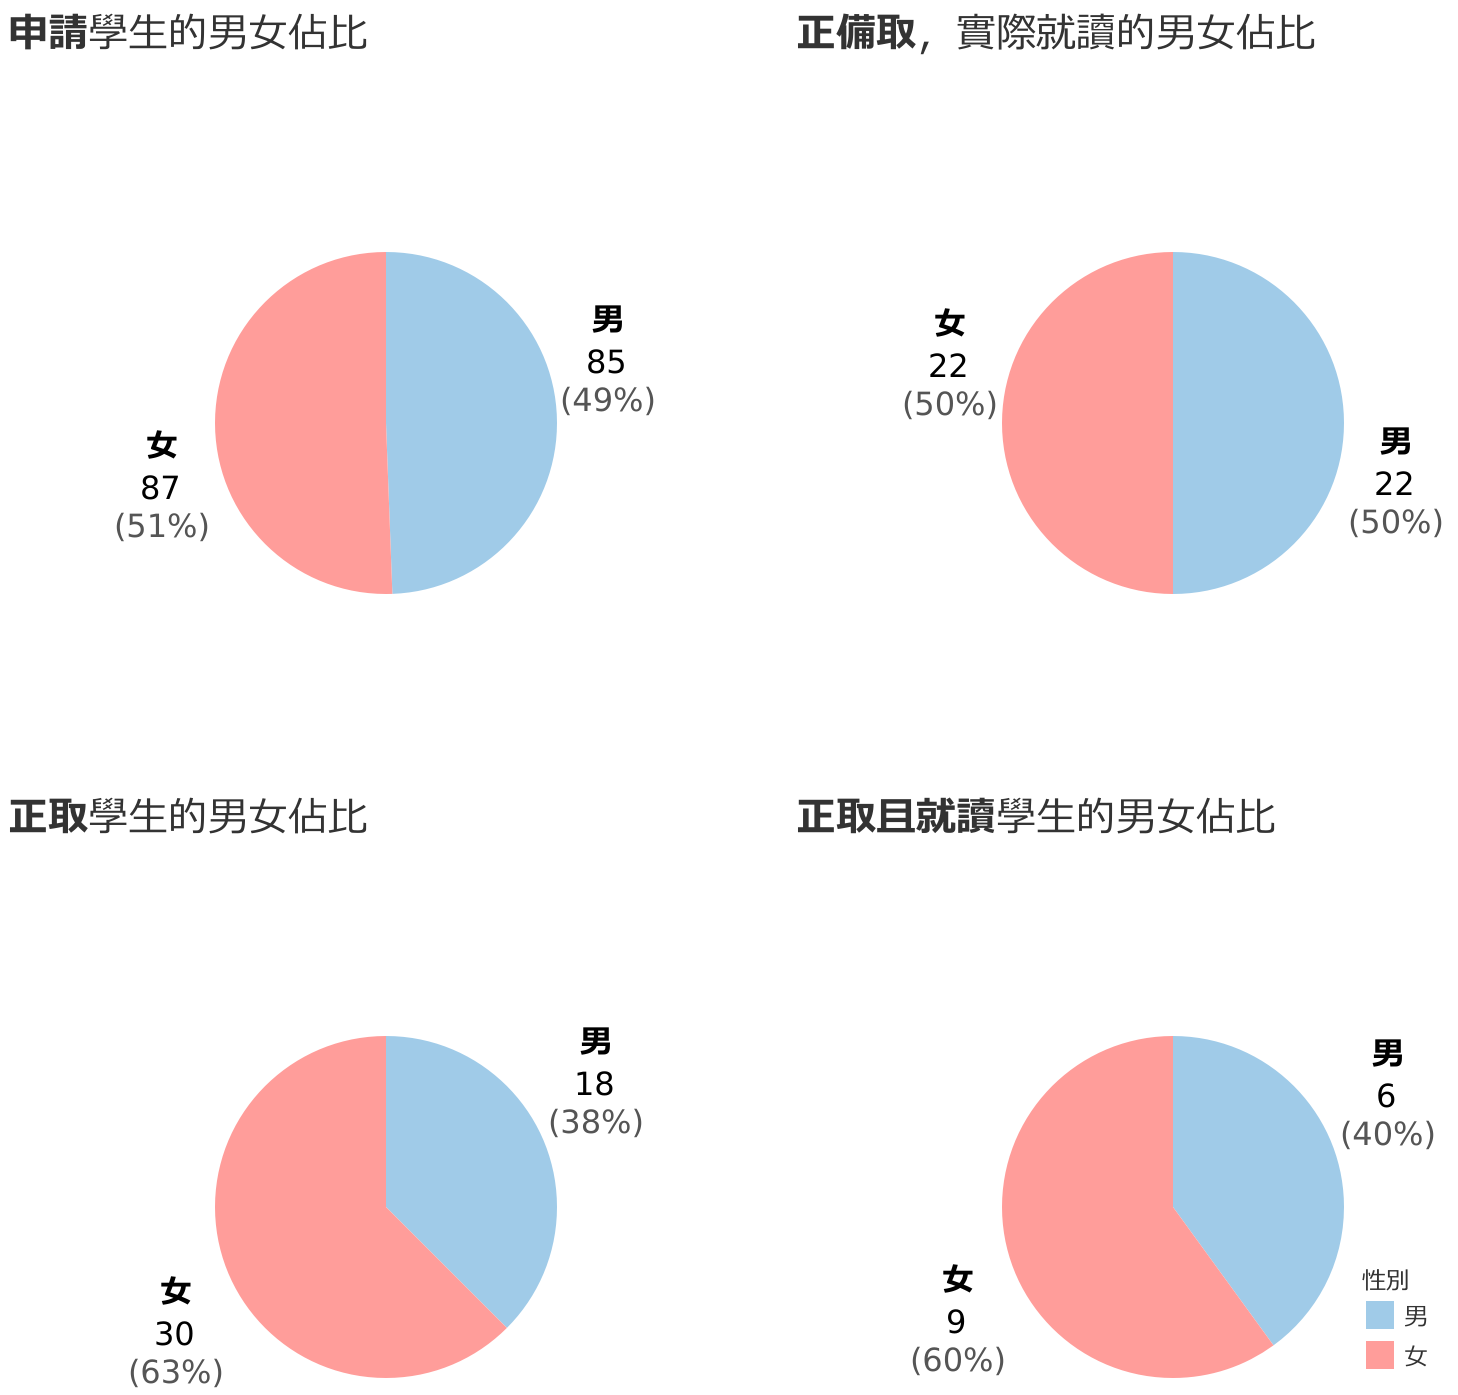 申請學生的男女佔比
男
85
(49%)
女
87
(51%)
正備取，實際就讀的男女佔比
女
22
(50%)
男
22
(50%)
正取學生的男女佔比
男
18
(38%)
女
30
(63%)
正取且就讀學生的男女佔比
男
6
(40%)
女
9
(60%)
性別
男
女